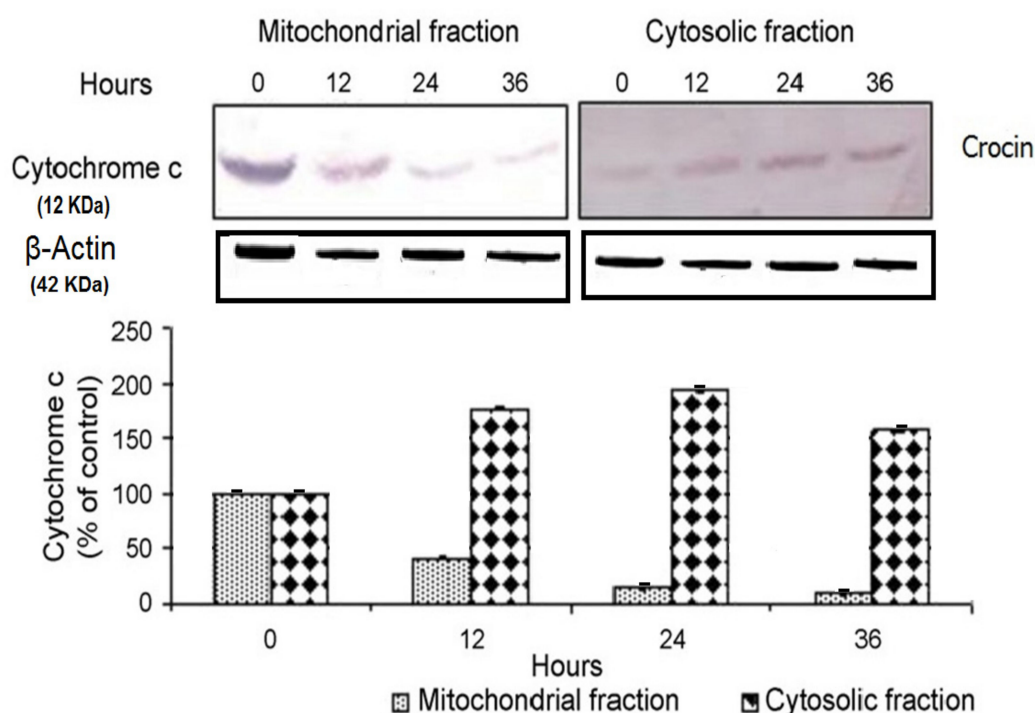 Mitochondrial fraction Cytosolic fraction
Hours 0 12 24 36 0 12 24 36
Cytochrome c
(12 KDa)
Crocin
β-Actin
(42 KDa)
Cytochrome c
(% of control)
250
200
150
100
50
0
0 12 24 36
Hours
Mitochondrial fraction Cytosolic fraction